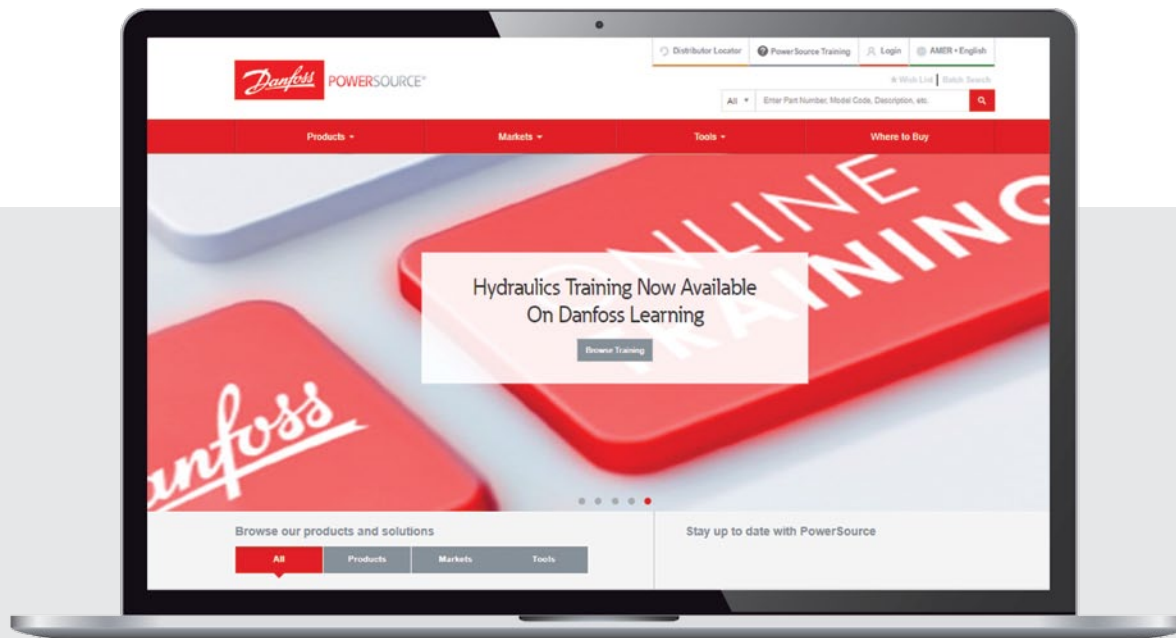 Distributor Locator
PowerSource Training
Login
AMER • English
Danfoss
POWERSOURCE
★ Wish List | Batch Search
All
Enter Part Number, Model Code, Description, etc.
Products
Markets
Tools
Where to Buy
ONLINE
TRAINING
Hydraulics Training Now Available
On Danfoss Learning
Browse Training
anfoss
Browse our products and solutions
Stay up to date with PowerSource
All
Products
Markets
Tools